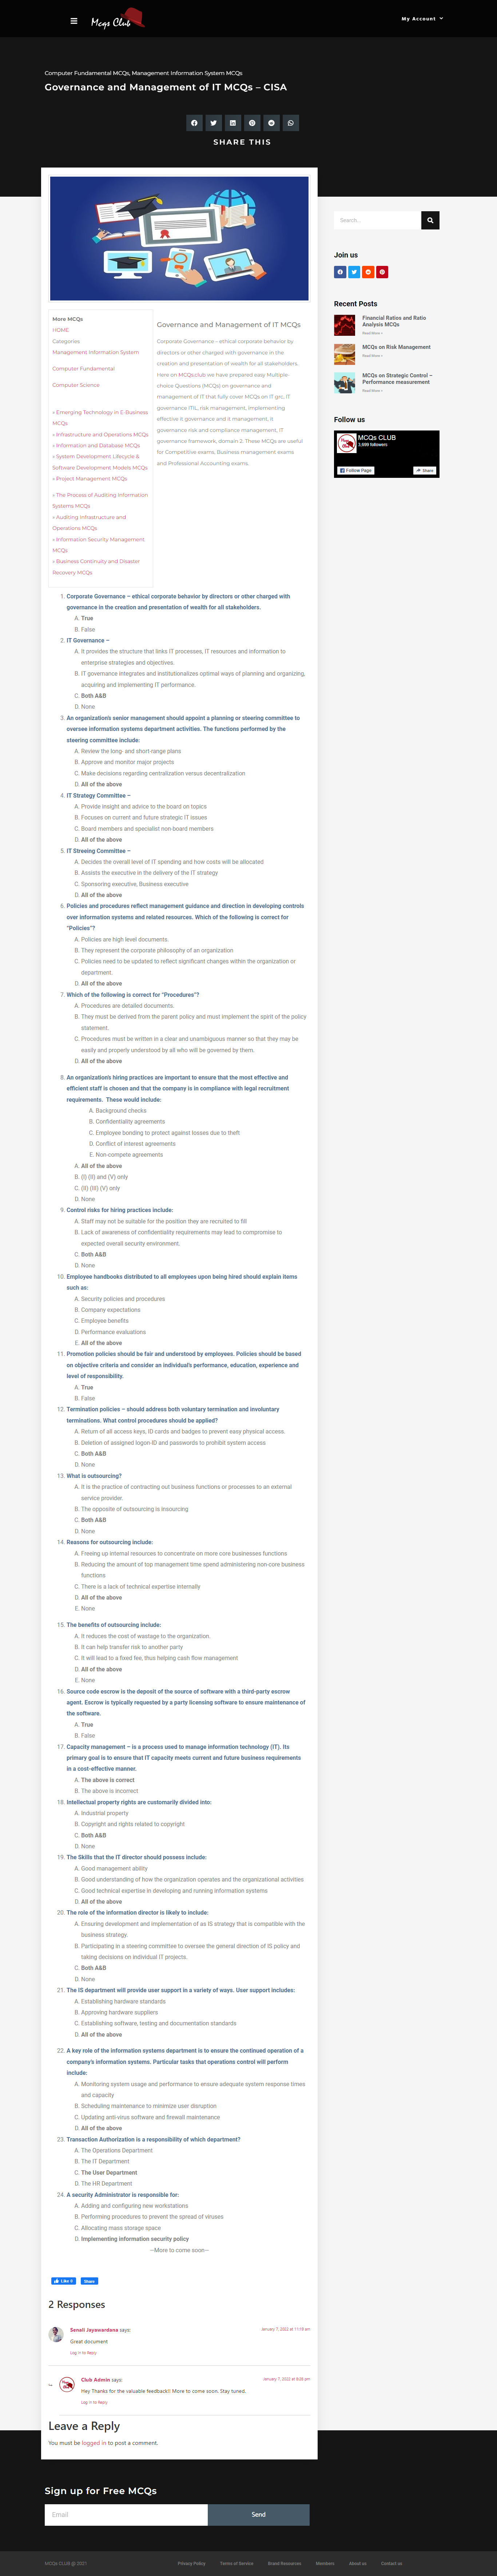 Mcqs Club
My Account
Computer Fundamental MCQs, Management Information System MCQs
Governance and Management of IT MCQs – CISA
SHARE THIS
Search...
Join us
Recent Posts
Financial Ratios and Ratio
Analysis MCQs
Read More »
MCQs on Risk Management
Read More »
MCQs on Strategic Control –
Performance measurement
Read More »
Follow us
MCQs CLUB
Follow Page
Share
More MCQs
HOME
Categories
Management Information System
Computer Fundamental
Computer Science
» Emerging Technology in E-Business
MCQs
» Infrastructure and Operations MCQs
» Information and Database MCQs
» System Development Lifecycle &
Software Development Models MCQs
» Project Management MCQs
» The Process of Auditing Information
Systems MCQs
» Auditing Infrastructure and
Operations MCQs
» Information Security Management
MCQs
» Business Continuity and Disaster
Recovery MCQs
Governance and Management of IT MCQs
Corporate Governance – ethical corporate behavior by
directors or other charged with governance in the
creation and presentation of wealth for all stakeholders.
Here on MCQsclub we have prepared easy Multiple-
choice Questions (MCQs) on governance and
management of IT that fully cover MCQs on IT grc, IT
governance ITIL, risk management, implementing
effective it governance and it management, it
governance risk and compliance management, IT
governance framework, domain 2. These MCQs are useful
for Competitive exams, Business management exams
and Professional Accounting exams.
1. Corporate Governance – ethical corporate behavior by directors or other charged with
governance in the creation and presentation of wealth for all stakeholders.
A. True
B. False
2. IT Governance –
A. It provides the structure that links IT processes, IT resources and information to
enterprise strategies and objectives.
B. IT governance integrates and institutionalizes optimal ways of planning and organizing,
acquiring and implementing IT performance.
C. Both A&B
D. None
3. An organization's senior management should appoint a planning or steering committee to
oversee information systems department activities. The functions performed by the
steering committee include:
A. Review the long- and short-range plans
B. Approve and monitor major projects
C. Make decisions regarding centralization versus decentralization
D. All of the above
4. IT Strategy Committee –
A. Provide insight and advice to the board on topics
B. Focuses on current and future strategic IT issues
C. Board members and specialist non-board members
D. All of the above
5. IT Streeing Committee –
A. Decides the overall level of IT spending and how costs will be allocated
B. Assists the executive in the delivery of the IT strategy
C. Sponsoring executive, Business executive
D. All of the above
6. Policies and procedures reflect management guidance and direction in developing controls
over information systems and related resources. Which of the following is correct for
"Policies"?
A. Policies are high level documents.
B. They represent the corporate philosophy of an organization
C. Policies need to be updated to reflect significant changes within the organization or
department.
D. All of the above
7. Which of the following is correct for "Procedures"?
A. Procedures are detailed documents.
B. They must be derived from the parent policy and must implement the spirit of the policy
statement.
C. Procedures must be written in a clear and unambiguous manner so that they may be
easily and properly understood by all who will be governed by them.
D. All of the above
8. An organization's hiring practices are important to ensure that the most effective and
efficient staff is chosen and that the company is in compliance with legal recruitment
requirements. These would include:
A. Background checks
B. Confidentiality agreements
C. Employee bonding to protect against losses due to theft
D. Conflict of interest agreements
E. Non-compete agreements
A. All of the above
B. (I) (II) and (V) only
C. (II) (III) (V) only
D. None
9. Control risks for hiring practices include:
A. Staff may not be suitable for the position they are recruited to fill
B. Lack of awareness of confidentiality requirements may lead to compromise to
expected overall security environment.
C. Both A&B
D. None
10. Employee handbooks distributed to all employees upon being hired should explain items
such as:
A. Security policies and procedures
B. Company expectations
C. Employee benefits
D. Performance evaluations
E. All of the above
11. Promotion policies should be fair and understood by employees. Policies should be based
on objective criteria and consider an individual's performance, education, experience and
level of responsibility.
A. True
B. False
12. Termination policies – should address both voluntary termination and involuntary
terminations. What control procedures should be applied?
A. Return of all access keys, ID cards and badges to prevent easy physical access.
B. Deletion of assigned logon-ID and passwords to prohibit system access
C. Both A&B
D. None
13. What is outsourcing?
A. It is the practice of contracting out business functions or processes to an external
service provider.
B. The opposite of outsourcing is insourcing
C. Both A&B
D. None
14. Reasons for outsourcing include:
A. Freeing up internal resources to concentrate on more core businesses functions
B. Reducing the amount of top management time spend administering non-core business
functions
C. There is a lack of technical expertise internally
D. All of the above
E. None
15. The benefits of outsourcing include:
A. It reduces the cost of wastage to the organization.
B. It can help transfer risk to another party
C. It will lead to a fixed fee, thus helping cash flow management
D. All of the above
E. None
16. Source code escrow is the deposit of the source of software with a third-party escrow
agent. Escrow is typically requested by a party licensing software to ensure maintenance of
the software.
A. True
B. False
17. Capacity management – is a process used to manage information technology (IT). Its
primary goal is to ensure that IT capacity meets current and future business requirements
in a cost-effective manner.
A. The above is correct
B. The above is incorrect
18. Intellectual property rights are customarily divided into:
A. Industrial property
B. Copyright and rights related to copyright
C. Both A&B
D. None
19. The Skills that the IT director should possess include:
A. Good management ability
B. Good understanding of how the organization operates and the organizational activities
C. Good technical expertise in developing and running information systems
D. All of the above
20. The role of the information director is likely to include:
A. Ensuring development and implementation of as IS strategy that is compatible with the
business strategy.
B. Participating in a steering committee to oversee the general direction of IS policy and
taking decisions on individual IT projects.
C. Both A&B
D. None
21. The IS department will provide user support in a variety of ways. User support includes:
A. Establishing hardware standards
B. Approving hardware suppliers
C. Establishing software, testing and documentation standards
D. All of the above
22. A key role of the information systems department is to ensure the continued operation of a
company's information systems. Particular tasks that operations control will perform
include:
A. Monitoring system usage and performance to ensure adequate system response times
and capacity
B. Scheduling maintenance to minimize user disruption
C. Updating anti-virus software and firewall maintenance
D. All of the above
23. Transaction Authorization is a responsibility of which department?
A. The Operations Department
B. The IT Department
C. The User Department
D. The HR Department
24. A security Administrator is responsible for:
A. Adding and configuring new workstations
B. Performing procedures to prevent the spread of viruses
C. Allocating mass storage space
D. Implementing information security policy
—More to come soon—
Like 0
Share
2 Responses
Senali Jayawardana says:
January 7, 2022 at 11:18 am
Great document
Log in to Reply
Club Admin says:
January 7, 2022 at 9:28 pm
Hey Thanks for the valuable feedback!! More to come soon. Stay tuned.
Log in to Reply
Leave a Reply
You must be logged in to post a comment.
Sign up for Free MCQs
Email
Send
MCQs CLUB @ 2021
Privacy Policy
Terms of Service
Brand Resources
Members
About us
Contact us